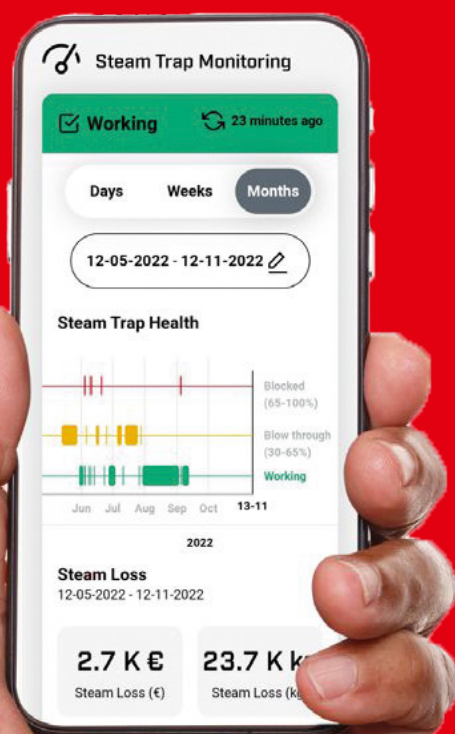 Steam Trap Monitoring
Working 23 minutes ago
Days Weeks Months
12-05-2022 - 12-11-2022
Steam Trap Health
Blocked
(65-100%)
Blow through
(30-65%)
Working
Jun Jul Aug Sep Oct 13-11
2022
Steam Loss
12-05-2022 - 12-11-2022
2.7 K € 23.7 K
Steam Loss (€) Steam Loss